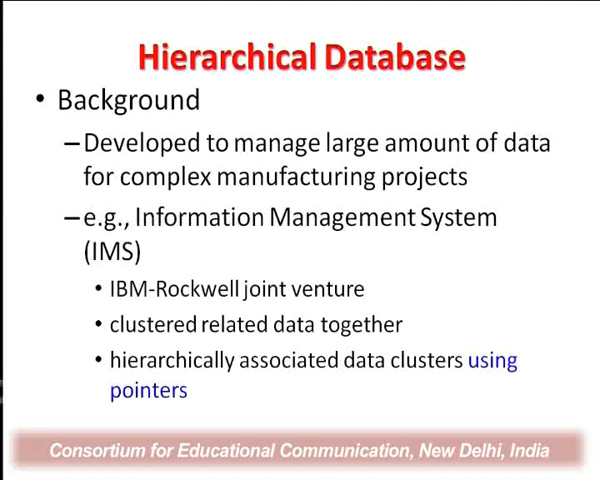 Hierarchical Database
• Background
–Developed to manage large amount of data
for complex manufacturing projects
–e.g., Information Management System
(IMS)
• IBM-Rockwell joint venture
• clustered related data together
• hierarchically associated data clusters using
pointers
Consortium for Educational Communication, New Delhi, India